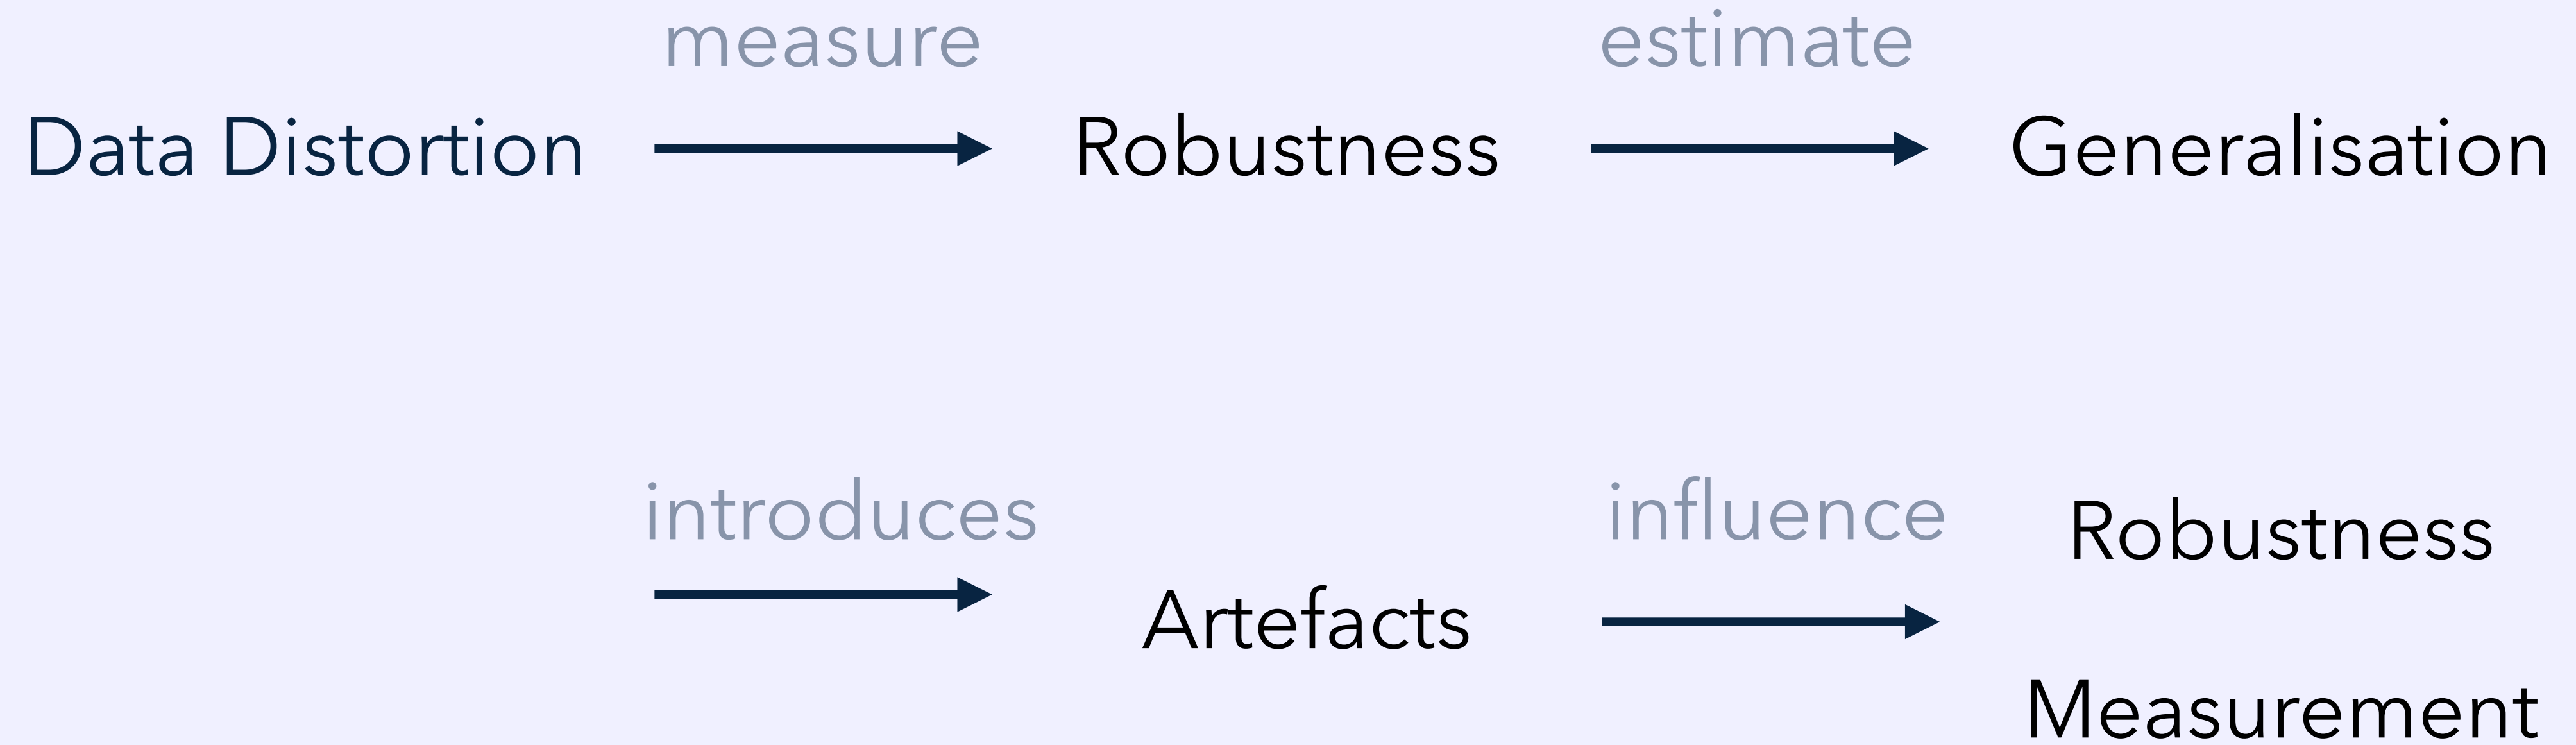 measure estimate
Data Distortion Robustness Generalisation
introduces influence Robustness
Artefacts
Measurement